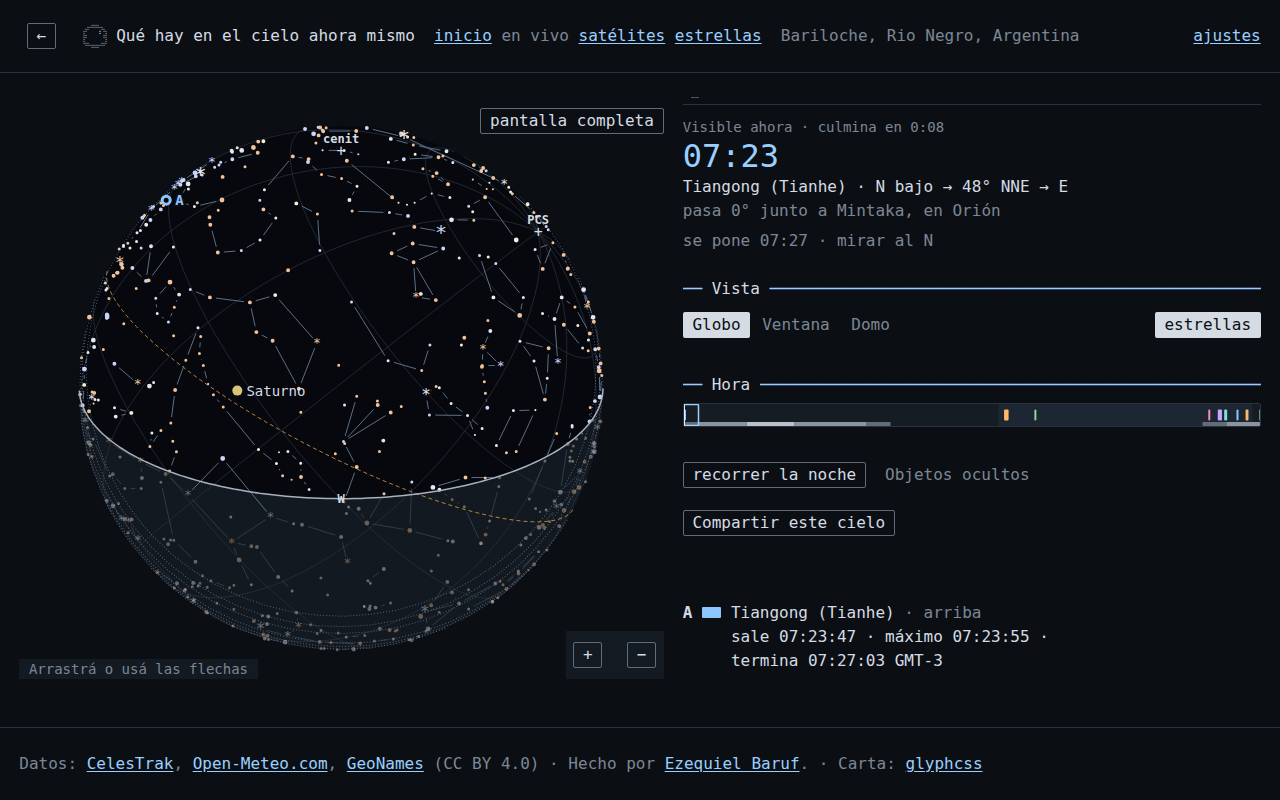 ← Qué hay en el cielo ahora mismo inicio en vivo satélites estrellas Bariloche, Rio Negro, Argentina ajustes
pantalla completa
cenit
A
PCS
Saturno
W
Arrastrá o usá las flechas
+ −
Visible ahora · culmina en 0:08
07:23
Tiangong (Tianhe) · N bajo → 48° NNE → E
pasa 0° junto a Mintaka, en Orión
se pone 07:27 · mirar al N
Vista
Globo Ventana Domo estrellas
Hora
recorrer la noche Objetos ocultos
Compartir este cielo
A Tiangong (Tianhe) · arriba
sale 07:23:47 · máximo 07:23:55 ·
termina 07:27:03 GMT-3
Datos: CelesTrak, Open-Meteo.com, GeoNames (CC BY 4.0) · Hecho por Ezequiel Baruf. · Carta: glyphcss